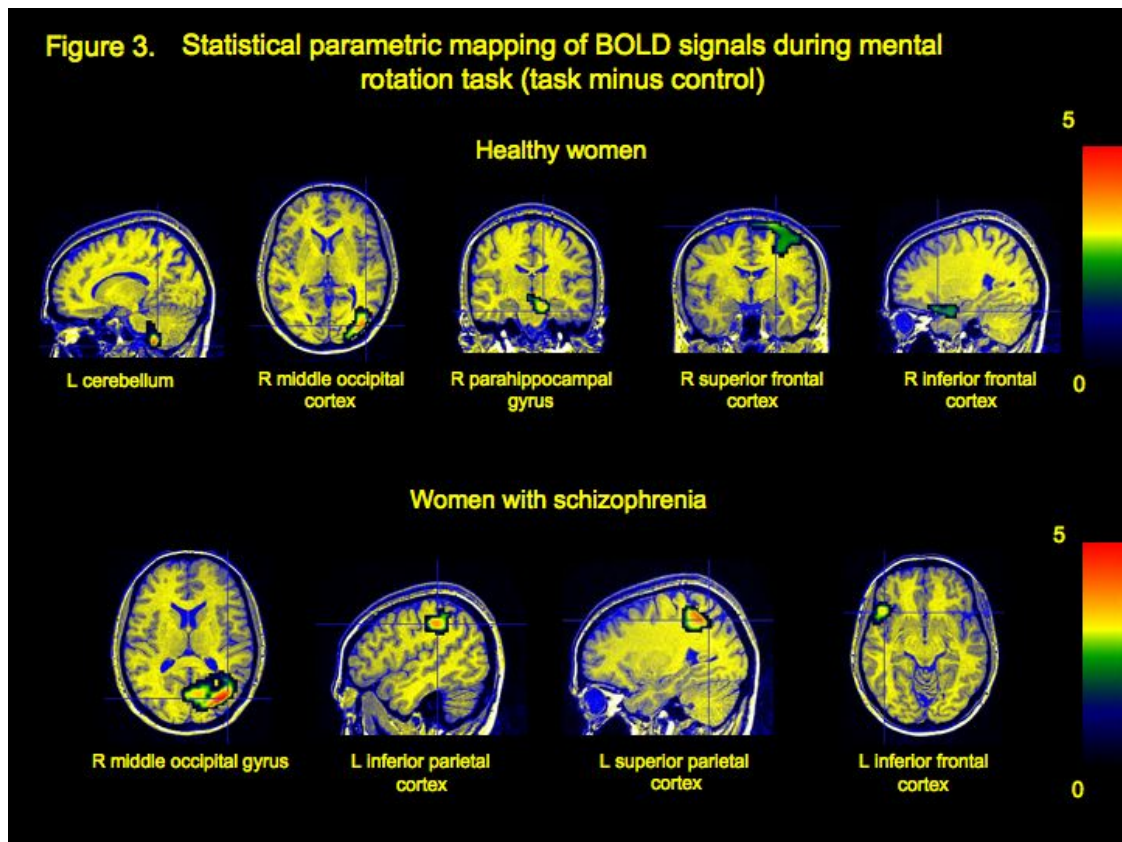 Figure 3. Statistical parametric mapping of BOLD signals during mental
rotation task (task minus control)
5
Healthy women
L cerebellum
R middle occipital
cortex
R parahippocampal
gyrus
R superior frontal
cortex
R inferior frontal
cortex
0
Women with schizophrenia
5
R middle occipital gyrus
L inferior parietal
cortex
L superior parietal
cortex
L inferior frontal
cortex
0